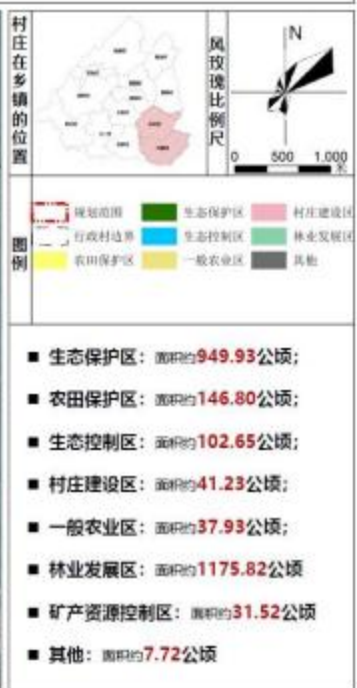 村庄在乡镇的位置
风玫瑰比例尺
N
0 500 1,000
米
图例
规划范围 生态保护区 村庄建设区
行政村边界 生态控制区 林业发展区
农田保护区 一般农业区 其他
■ 生态保护区：面积约949.93公顷；
■ 农田保护区：面积约146.80公顷；
■ 生态控制区：面积约102.65公顷；
■ 村庄建设区：面积约41.23公顷；
■ 一般农业区：面积约37.93公顷；
■ 林业发展区：面积约1175.82公顷
■ 矿产资源控制区：面积约31.52公顷
■ 其他：面积约7.72公顷